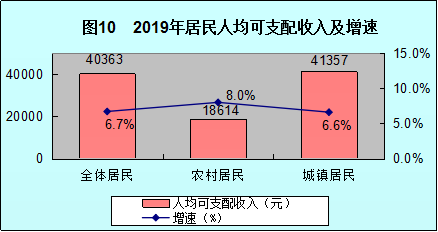 图10 2019年居民人均可支配收入及增速
40363 41357 15.0%
40000
8.0% 10.0%
20000 18614
6.7% 6.6% 5.0%
0 0.0%
全体居民 农村居民 城镇居民
人均可支配收入（元）
增速（%）